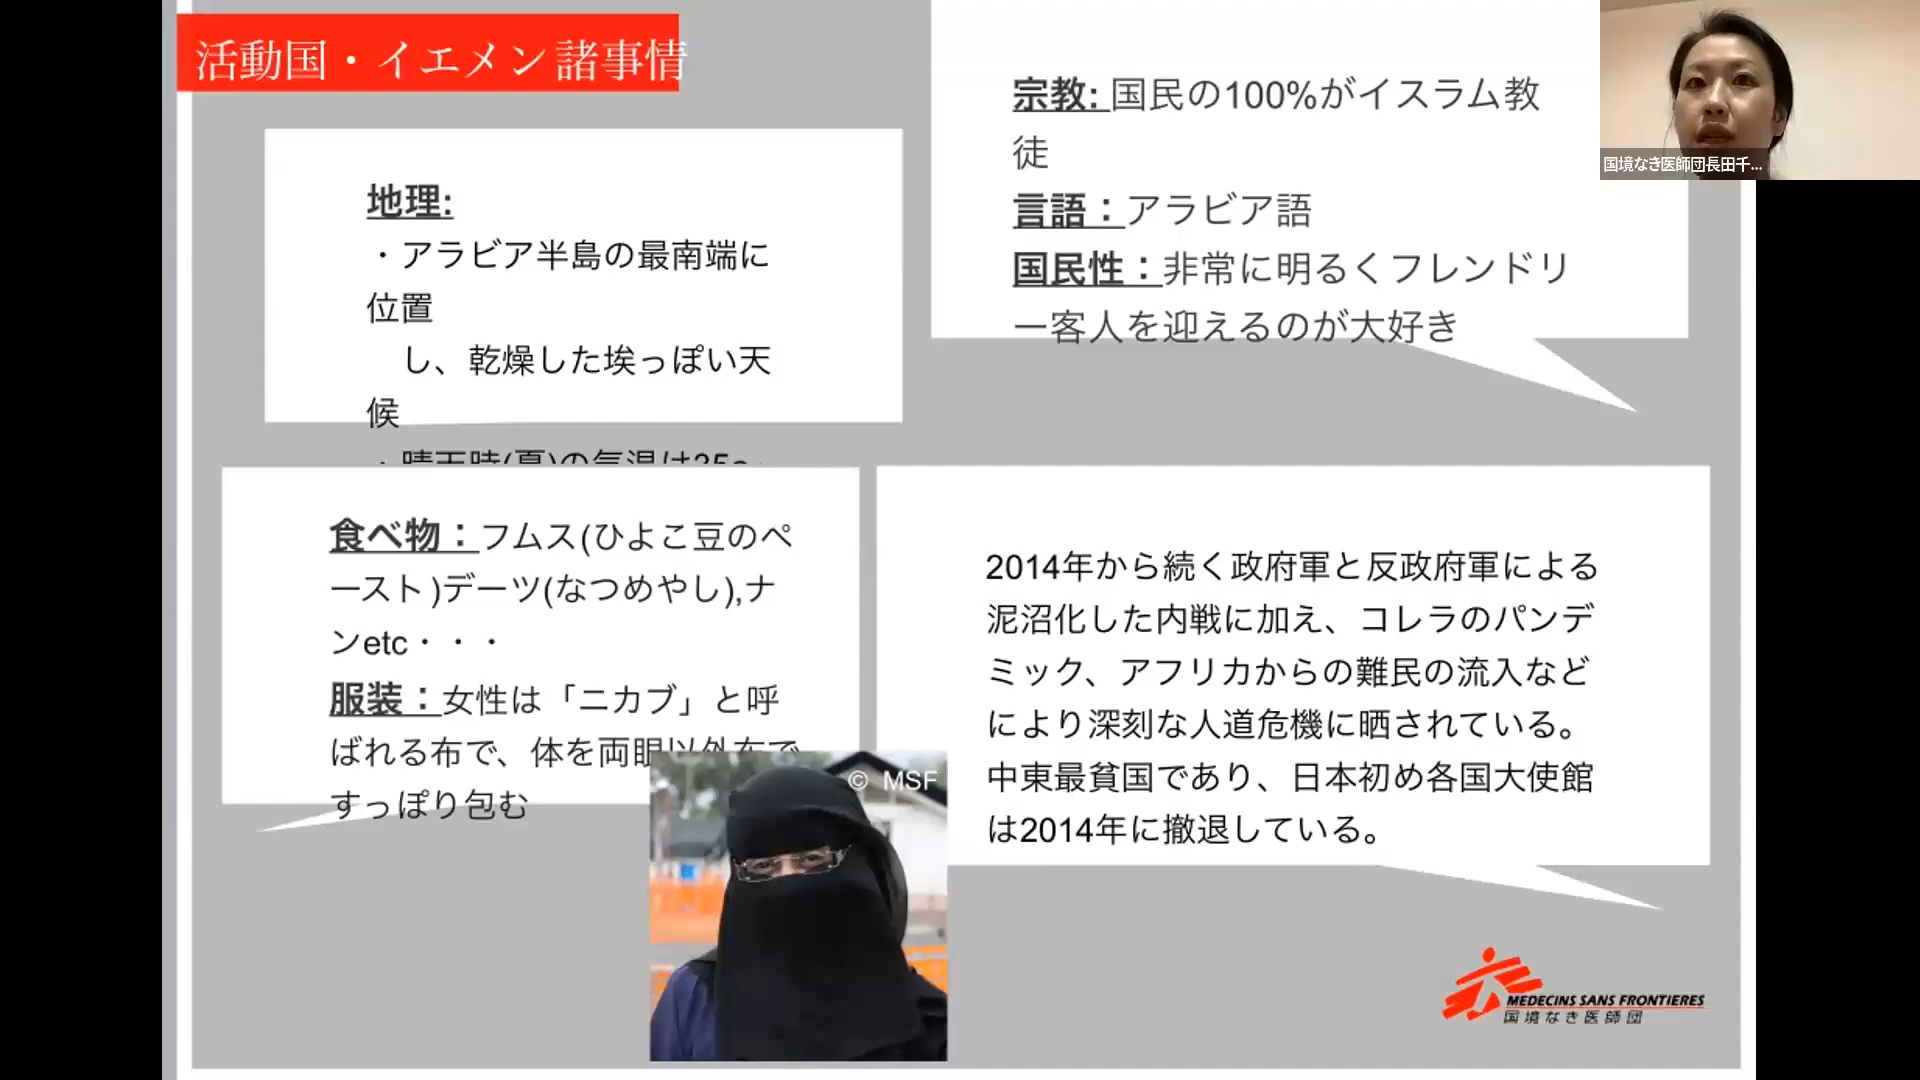 活動国・イエメン諸事情
地理:
・アラビア半島の最南端に
位置
し、乾燥した埃っぽい天
候
宗教: 国民の100%がイスラム教
徒
言語：アラビア語
国民性：非常に明るくフレンドリ
ー客人を迎えるのが大好き
国境なき医師団長田千...
食べ物：フムス(ひよこ豆のペ
ースト)デーツ(なつめやし),ナ
ンetc・・・
服装：女性は「ニカブ」と呼
ばれる布で、体を両眼以外布で
すっぽり包む
© MSF
2014年から続く政府軍と反政府軍による
泥沼化した内戦に加え、コレラのパンデ
ミック、アフリカからの難民の流入など
により深刻な人道危機に晒されている。
中東最貧国であり、日本初め各国大使館
は2014年に撤退している。
MEDECINS SANS FRONTIERES
国境なき医師団